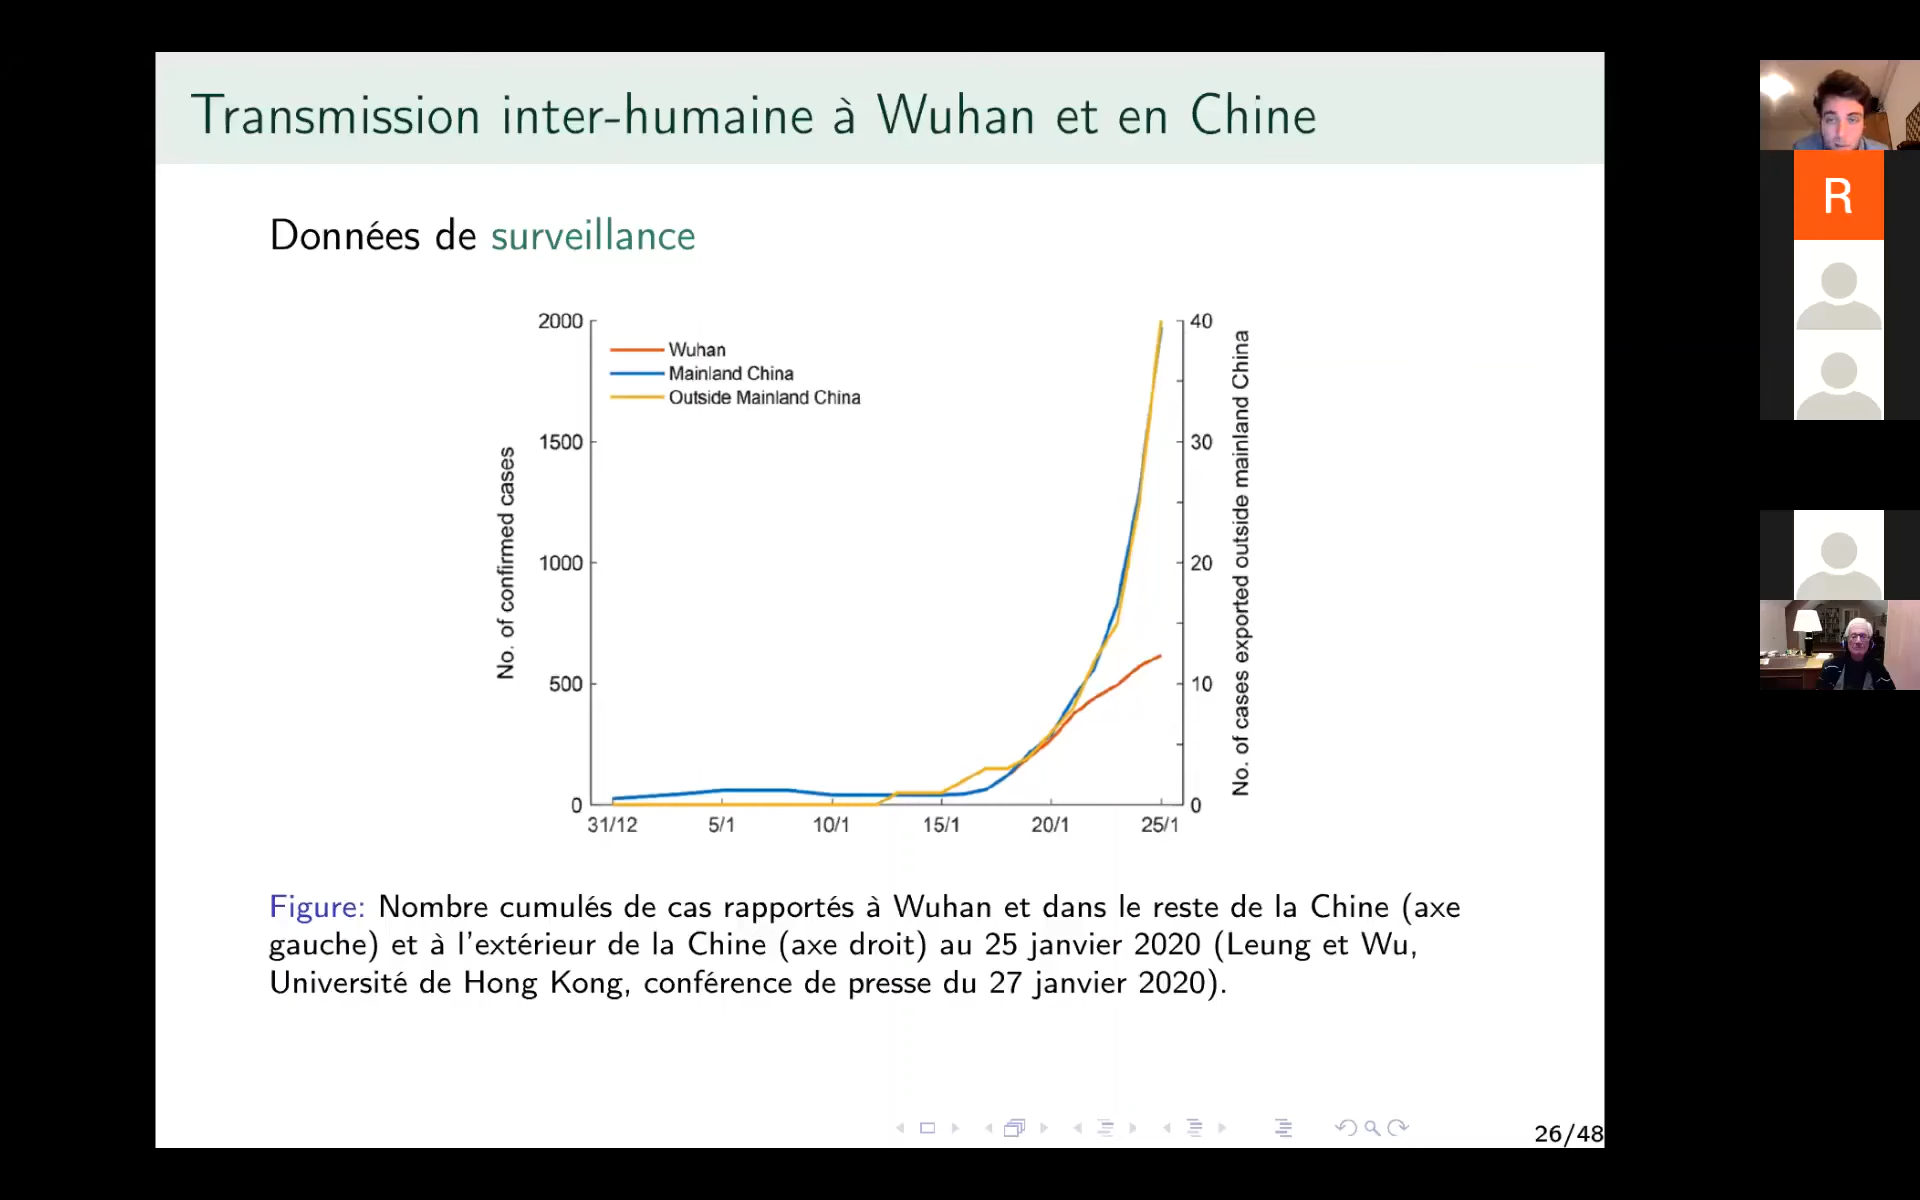 Transmission inter-humaine à Wuhan et en Chine
R
Données de surveillance
2000
1500
1000
500
0
No. of confirmed cases
Wuhan
Mainland China
Outside Mainland China
40
30
20
10
0
No. of cases exported outside mainland China
31/12 5/1 10/1 15/1 20/1 25/1
Figure: Nombre cumulés de cas rapportés à Wuhan et dans le reste de la Chine (axe
gauche) et à l'extérieur de la Chine (axe droit) au 25 janvier 2020 (Leung et Wu,
Université de Hong Kong, conférence de presse du 27 janvier 2020).
26/48